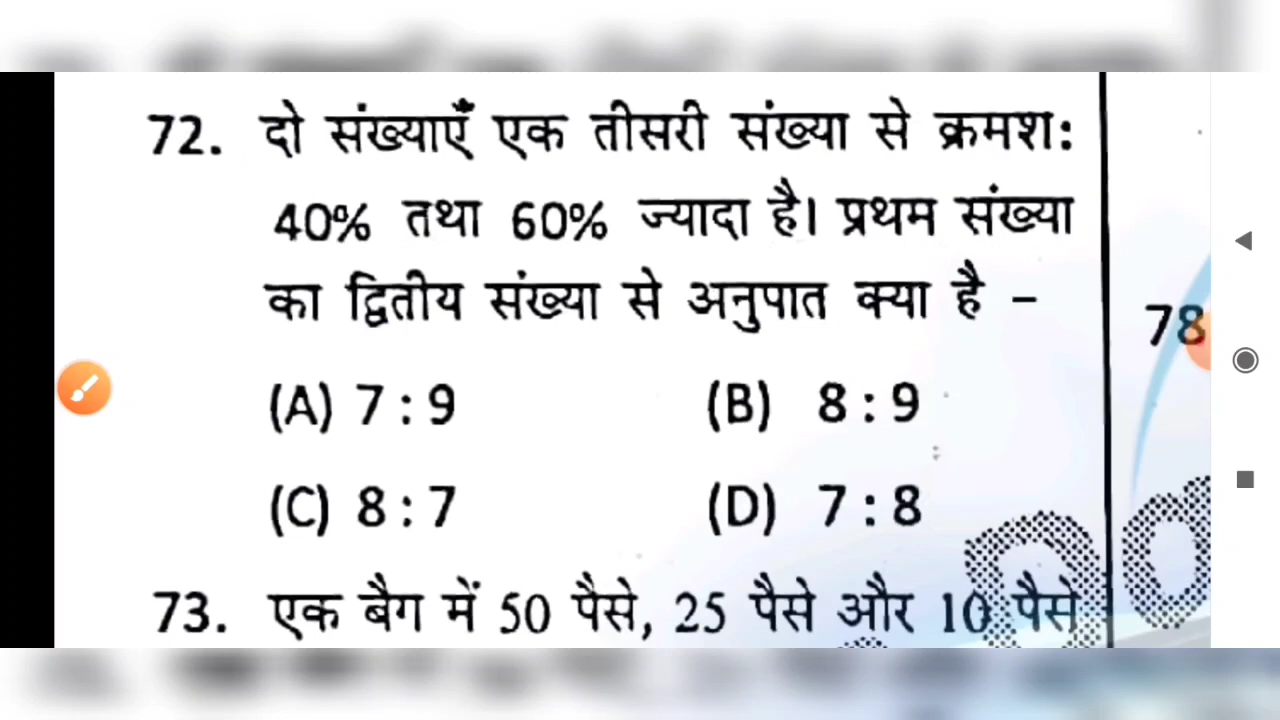 72. दो संख्याएँ एक तीसरी संख्या से क्रमश:
40% तथा 60% ज्यादा है। प्रथम संख्या
का द्वितीय संख्या से अनुपात क्या है –
(A) 7 : 9 (B) 8 : 9
(C) 8 : 7 (D) 7 : 8
73. एक बैग में 50 पैसे, 25 पैसे और 10 पैसे
78